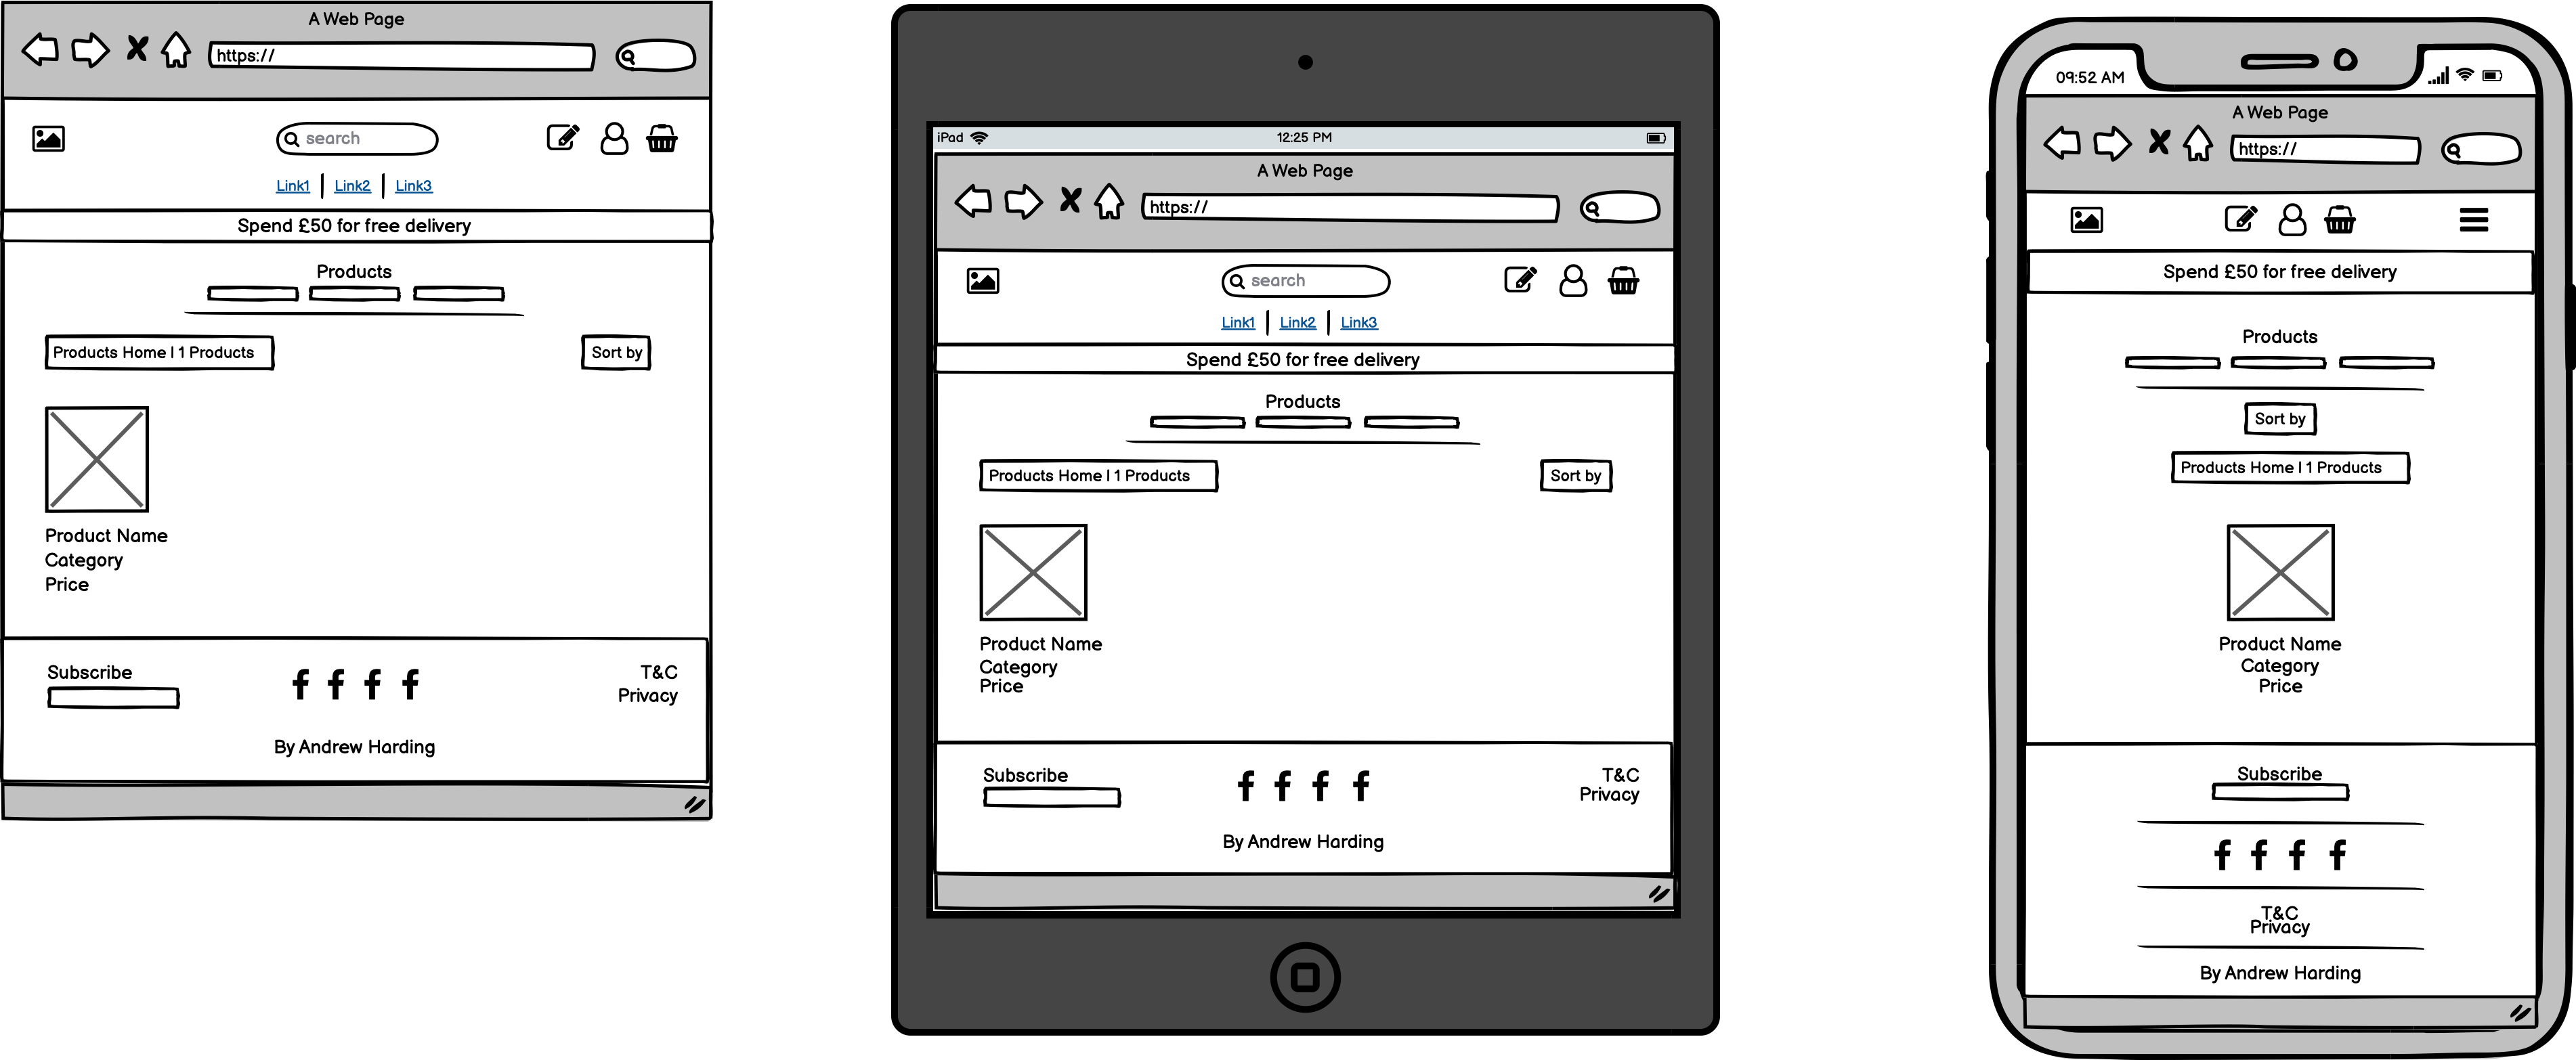 A Web Page
https://
search
Link1 Link2 Link3
Spend £50 for free delivery
Products
Products Home | 1 Products
Sort by
Product Name
Category
Price
Subscribe
T&C
Privacy
By Andrew Harding
iPad
12:25 PM
A Web Page
https://
search
Link1 Link2 Link3
Spend £50 for free delivery
Products
Products Home | 1 Products
Sort by
Product Name
Category
Price
Subscribe
T&C
Privacy
By Andrew Harding
09:52 AM
A Web Page
https://
Spend £50 for free delivery
Products
Sort by
Products Home | 1 Products
Product Name
Category
Price
Subscribe
T&C
Privacy
By Andrew Harding